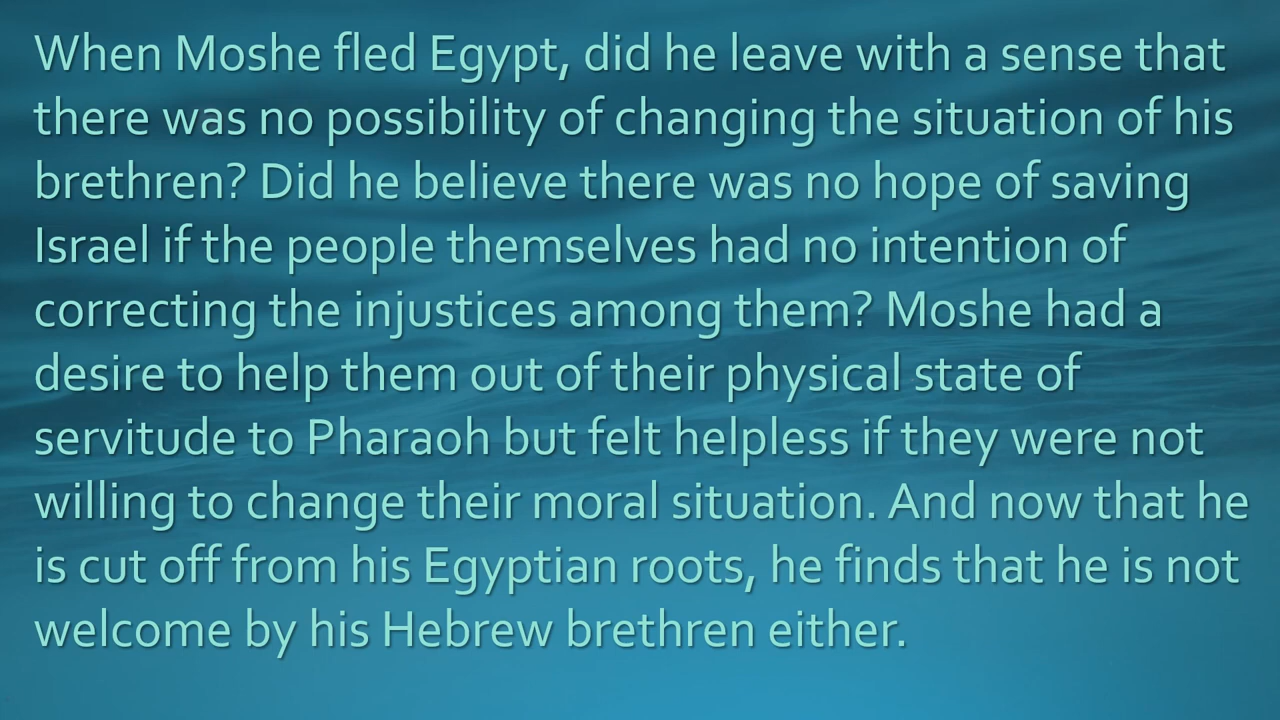 When Moshe fled Egypt, did he leave with a sense that
there was no possibility of changing the situation of his
brethren? Did he believe there was no hope of saving
Israel if the people themselves had no intention of
correcting the injustices among them? Moshe had a
desire to help them out of their physical state of
servitude to Pharaoh but felt helpless if they were not
willing to change their moral situation. And now that he
is cut off from his Egyptian roots, he finds that he is not
welcome by his Hebrew brethren either.